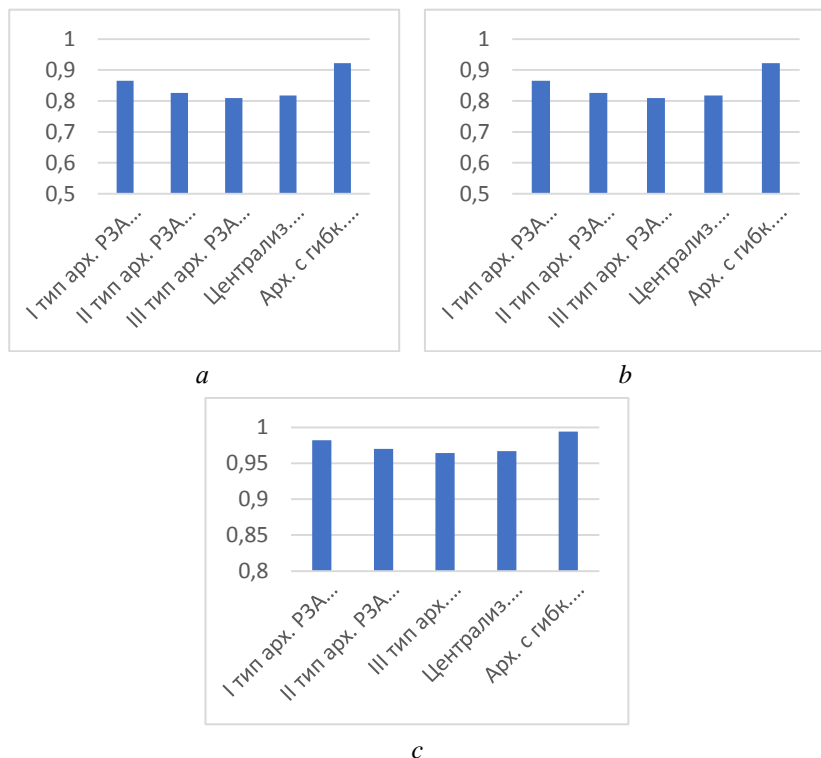 1
0,9
0,8
0,7
0,6
0,5
I тип арх. РЗА…
II тип арх. РЗА…
III тип арх. РЗА…
Централиз.…
Арх. с гибк.…
a
1
0,9
0,8
0,7
0,6
0,5
I тип арх. РЗА…
II тип арх. РЗА…
III тип арх. РЗА…
Централиз.…
Арх. с гибк.…
b
1
0,95
0,9
0,85
0,8
I тип арх. РЗА…
II тип арх. РЗА…
III тип арх.…
Централиз.…
Арх. с гибк.…
c